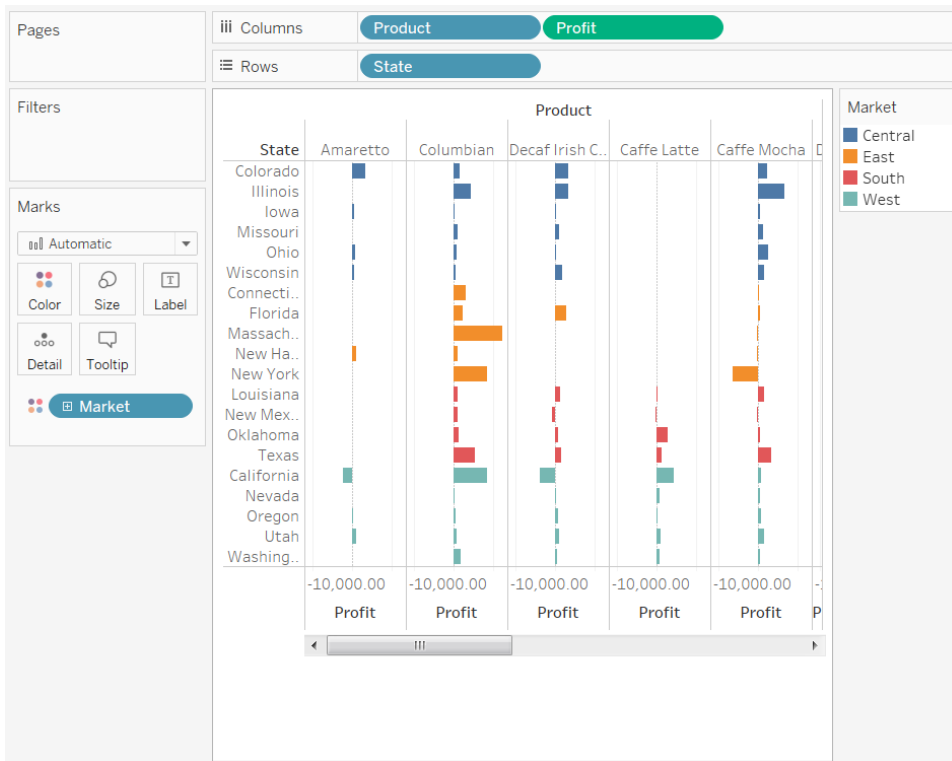 Pages
Columns
Product
Profit
Rows
State
Filters
Marks
Automatic
Color
Size
Label
Detail
Tooltip
Market
Product
State Amaretto Columbian Decaf Irish C.. Caffe Latte Caffe Mocha D
Colorado
Illinois
Iowa
Missouri
Ohio
Wisconsin
Connecti..
Florida
Massach..
New Ha..
New York
Louisiana
New Mex..
Oklahoma
Texas
California
Nevada
Oregon
Utah
Washing..
-10,000.00 -10,000.00 -10,000.00 -10,000.00 -10,000.00
Profit Profit Profit Profit Profit P
Market
Central
East
South
West